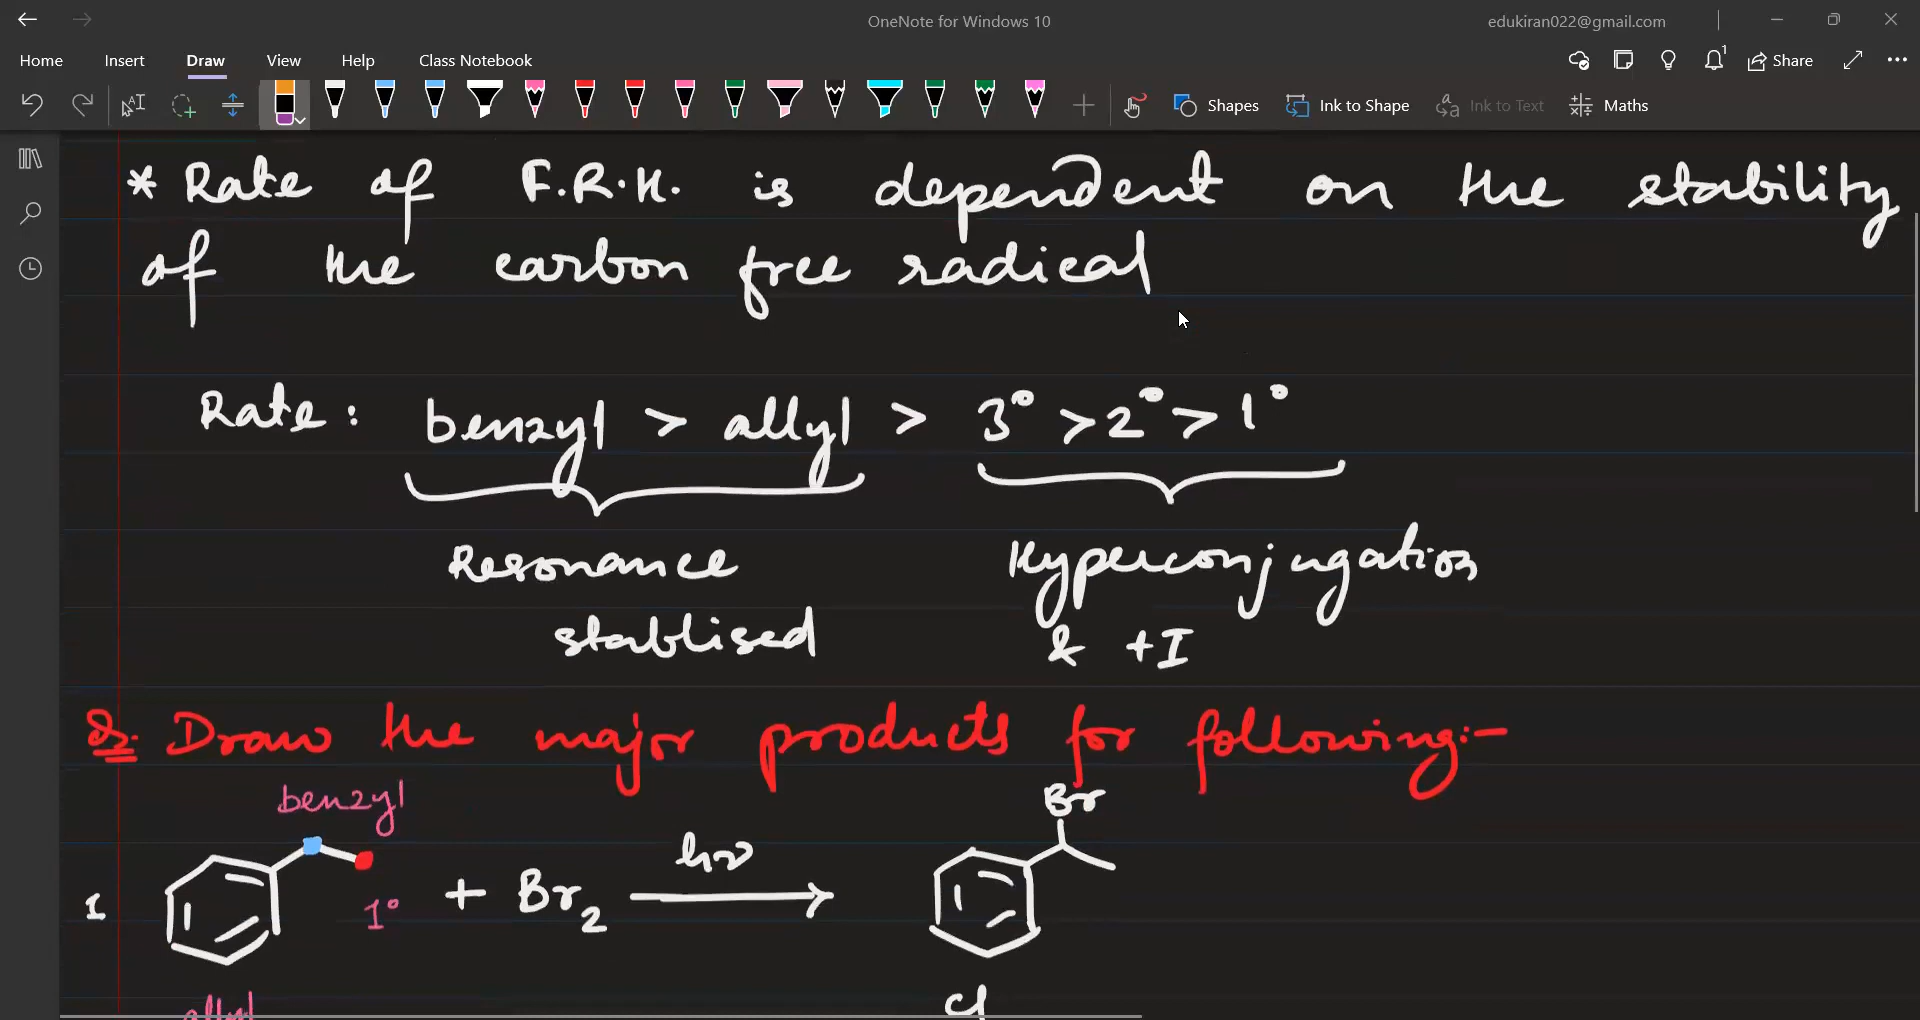 OneNote for Windows 10
edukiran022@gmail.com
Home Insert Draw View Help Class Notebook
1 Share
Shapes Ink to Shape Ink to Text Maths
* Rate of F.R.H. is dependent on the stability
of the carbon free radical
Rate: benzyl > allyl > 3° > 2° > 1°
Resonance Hyperconjugation
stablised & +I
Q. Draw the major products for following:-
benzyl Br
I + Br2 hν
1°
allyl Cl